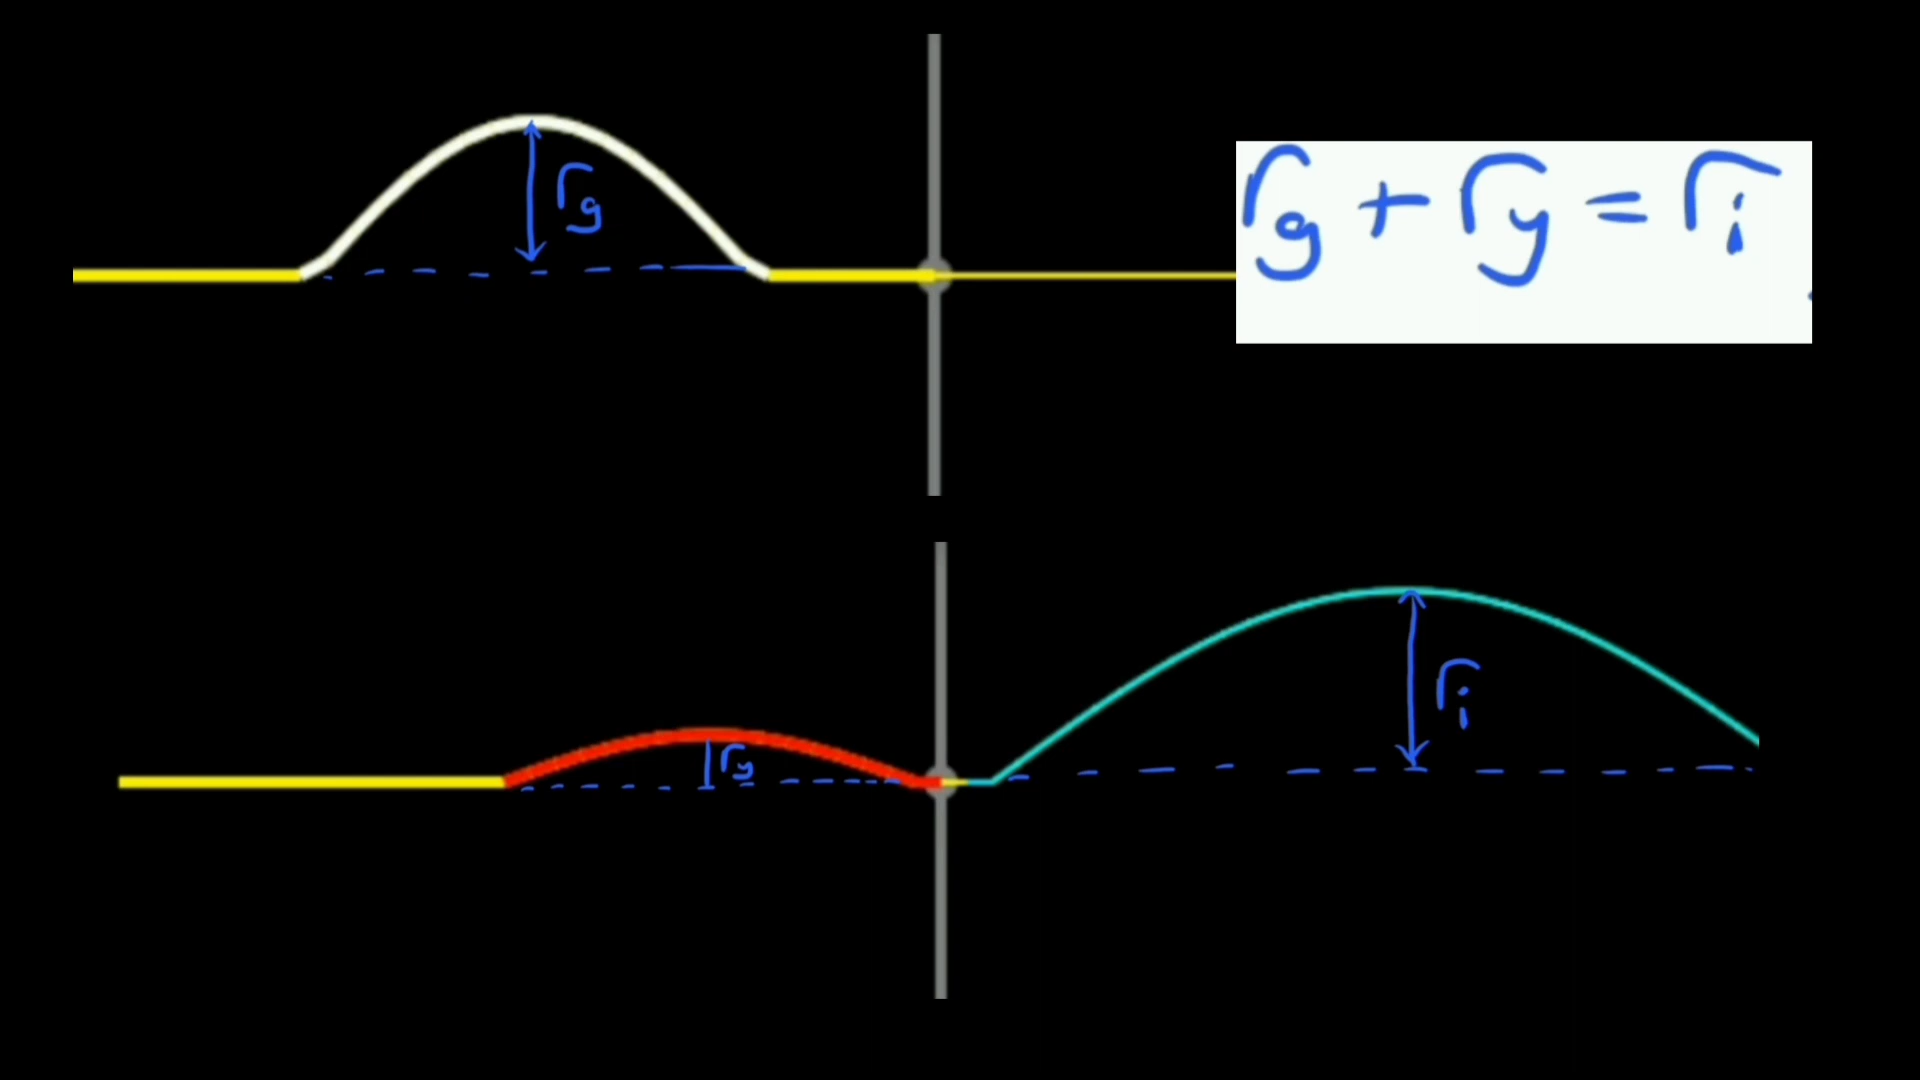 rg
rg + ry = ri
ry
ri